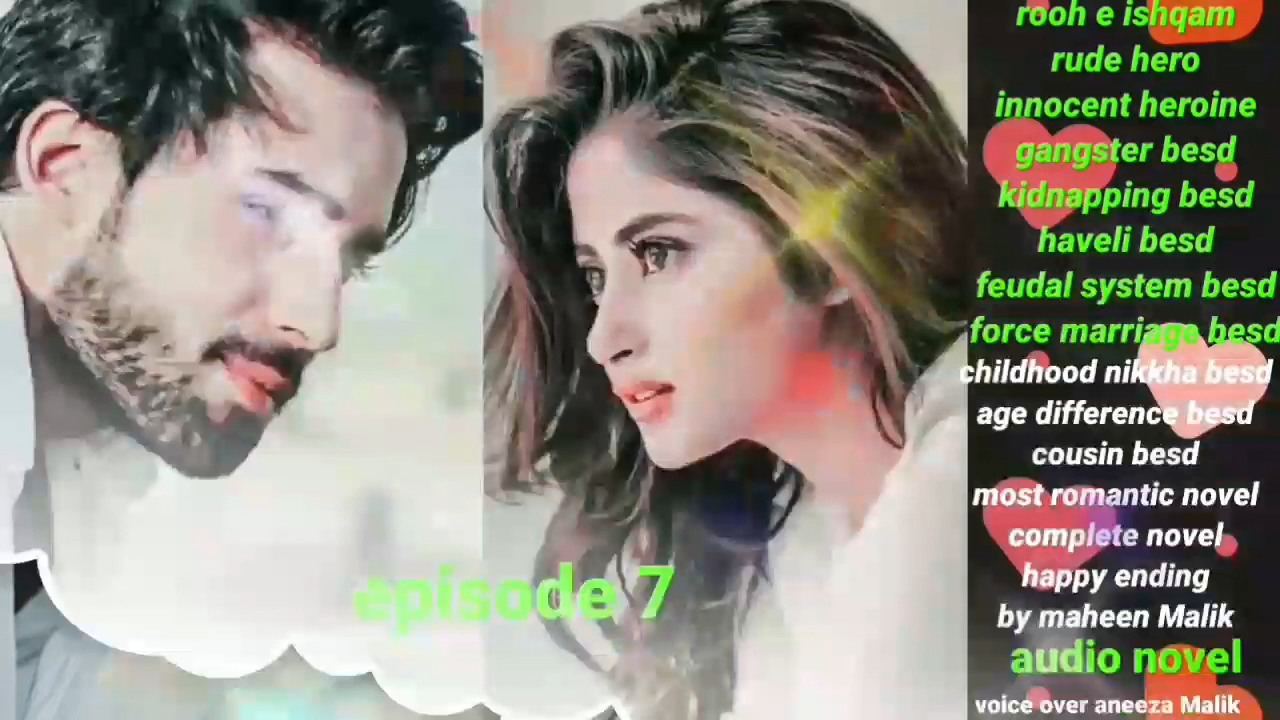 rooh e ishqam
rude hero
innocent heroine
gangster besd
kidnapping besd
haveli besd
feudal system besd
force marriage besd
childhood nikkha besd
age difference besd
cousin besd
most romantic novel
complete novel
happy ending
by maheen Malik
audio novel
voice over aneeza Malik
episode 7